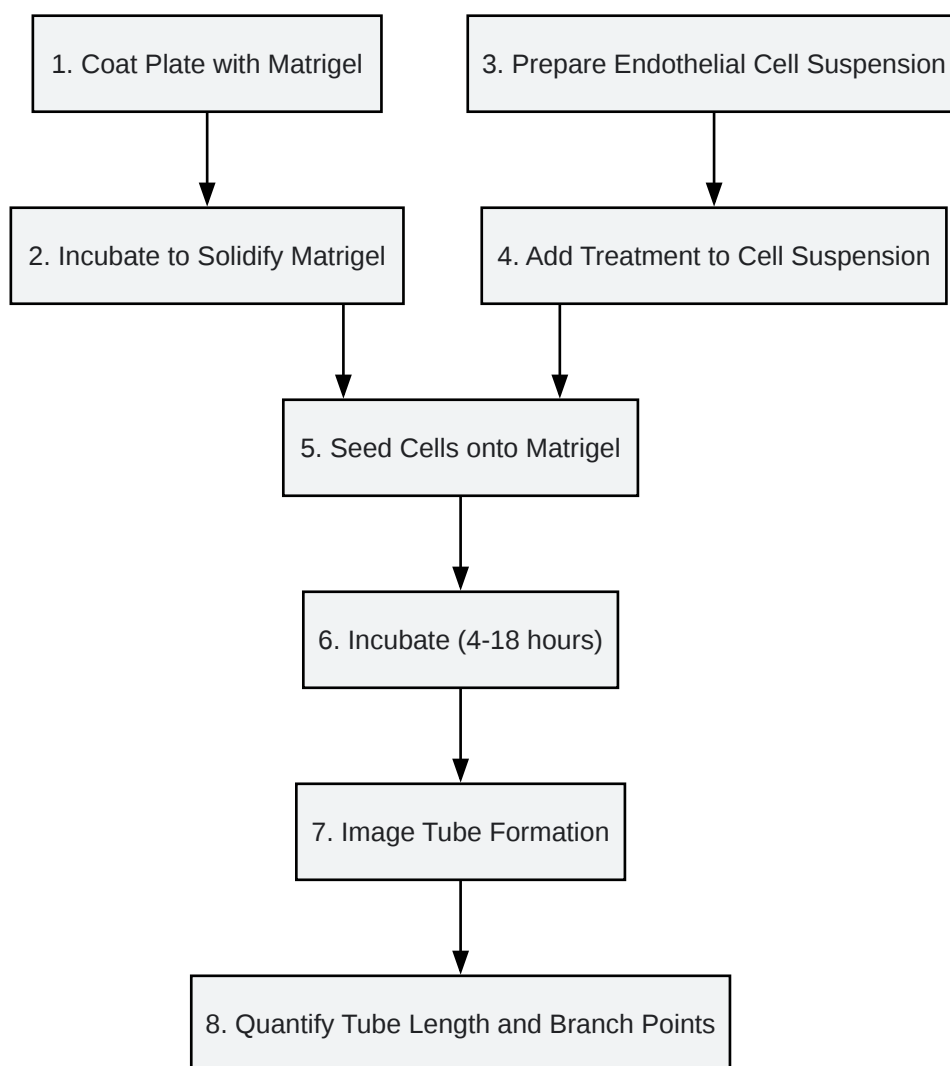 1. Coat Plate with Matrigel
3. Prepare Endothelial Cell Suspension
2. Incubate to Solidify Matrigel
4. Add Treatment to Cell Suspension
5. Seed Cells onto Matrigel
6. Incubate (4-18 hours)
7. Image Tube Formation
8. Quantify Tube Length and Branch Points